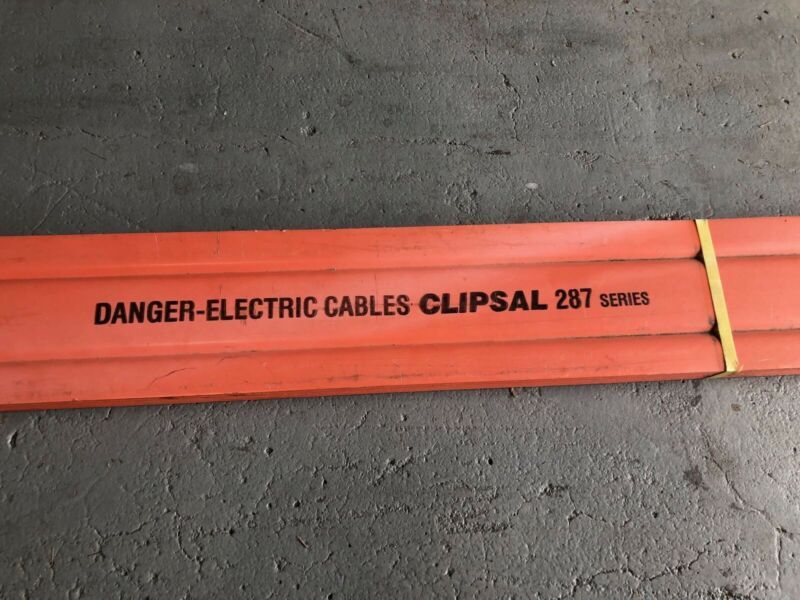 DANGER-ELECTRIC CABLES CLIPSAL 287 SERIES